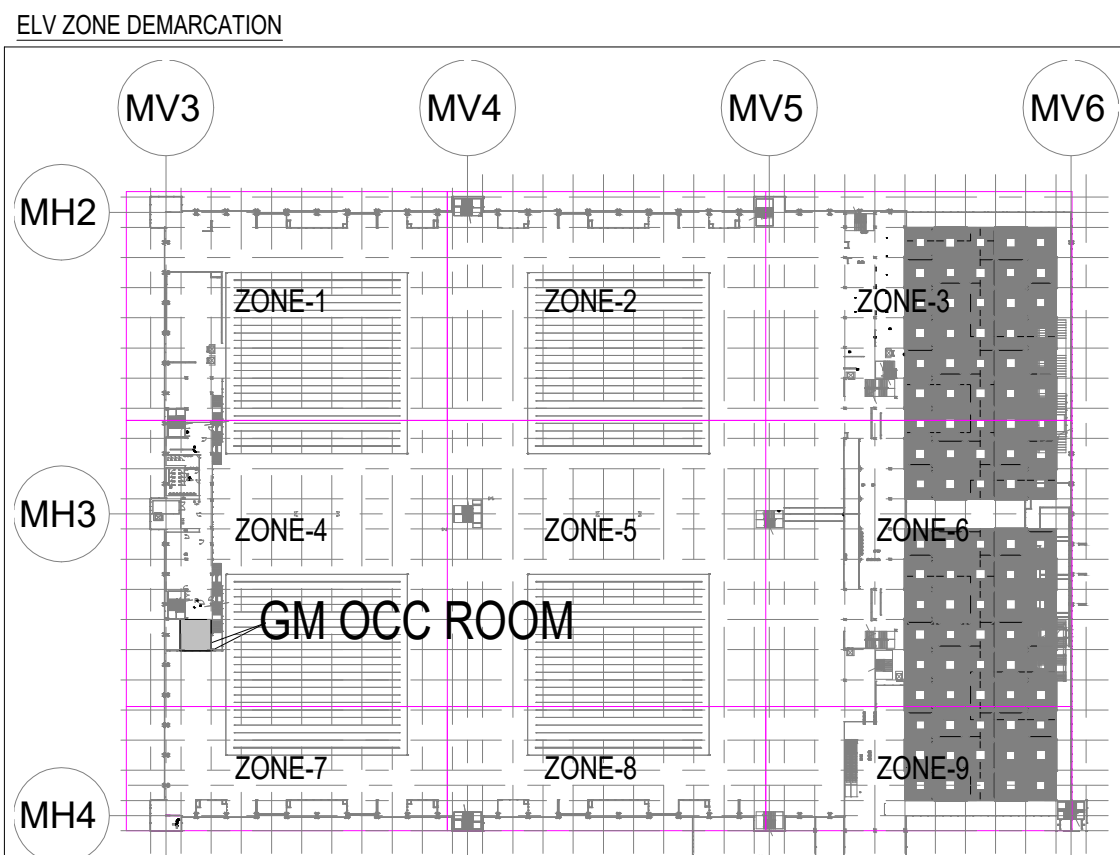 ELV ZONE DEMARCATION
MV3
MV4
MV5
MV6
MH2
ZONE-1
ZONE-2
ZONE-3
MH3
ZONE-4
ZONE-5
ZONE-6
GM OCC ROOM
ZONE-7
ZONE-8
ZONE-9
MH4